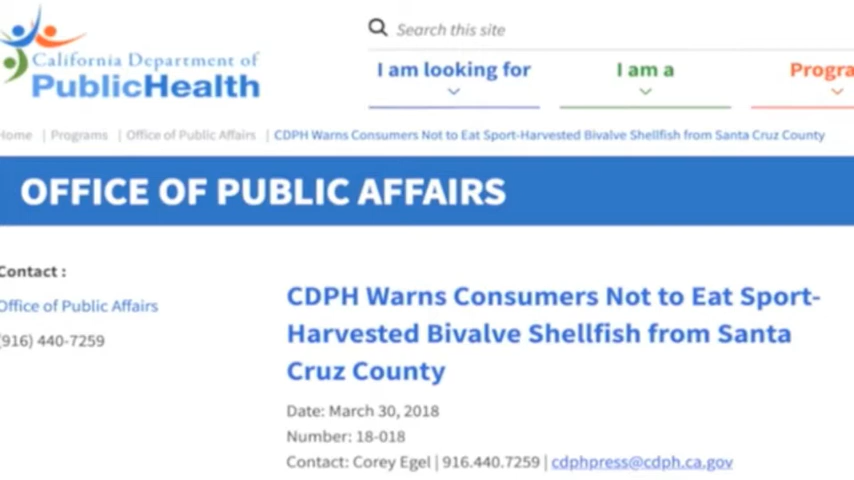 Search this site
California Department of
PublicHealth
I am looking for
I am a
Progra
Home | Programs | Office of Public Affairs | CDPH Warns Consumers Not to Eat Sport-Harvested Bivalve Shellfish from Santa Cruz County
OFFICE OF PUBLIC AFFAIRS
Contact :
Office of Public Affairs
(916) 440-7259
CDPH Warns Consumers Not to Eat Sport-
Harvested Bivalve Shellfish from Santa
Cruz County
Date: March 30, 2018
Number: 18-018
Contact: Corey Egel | 916.440.7259 | cdphpress@cdph.ca.gov